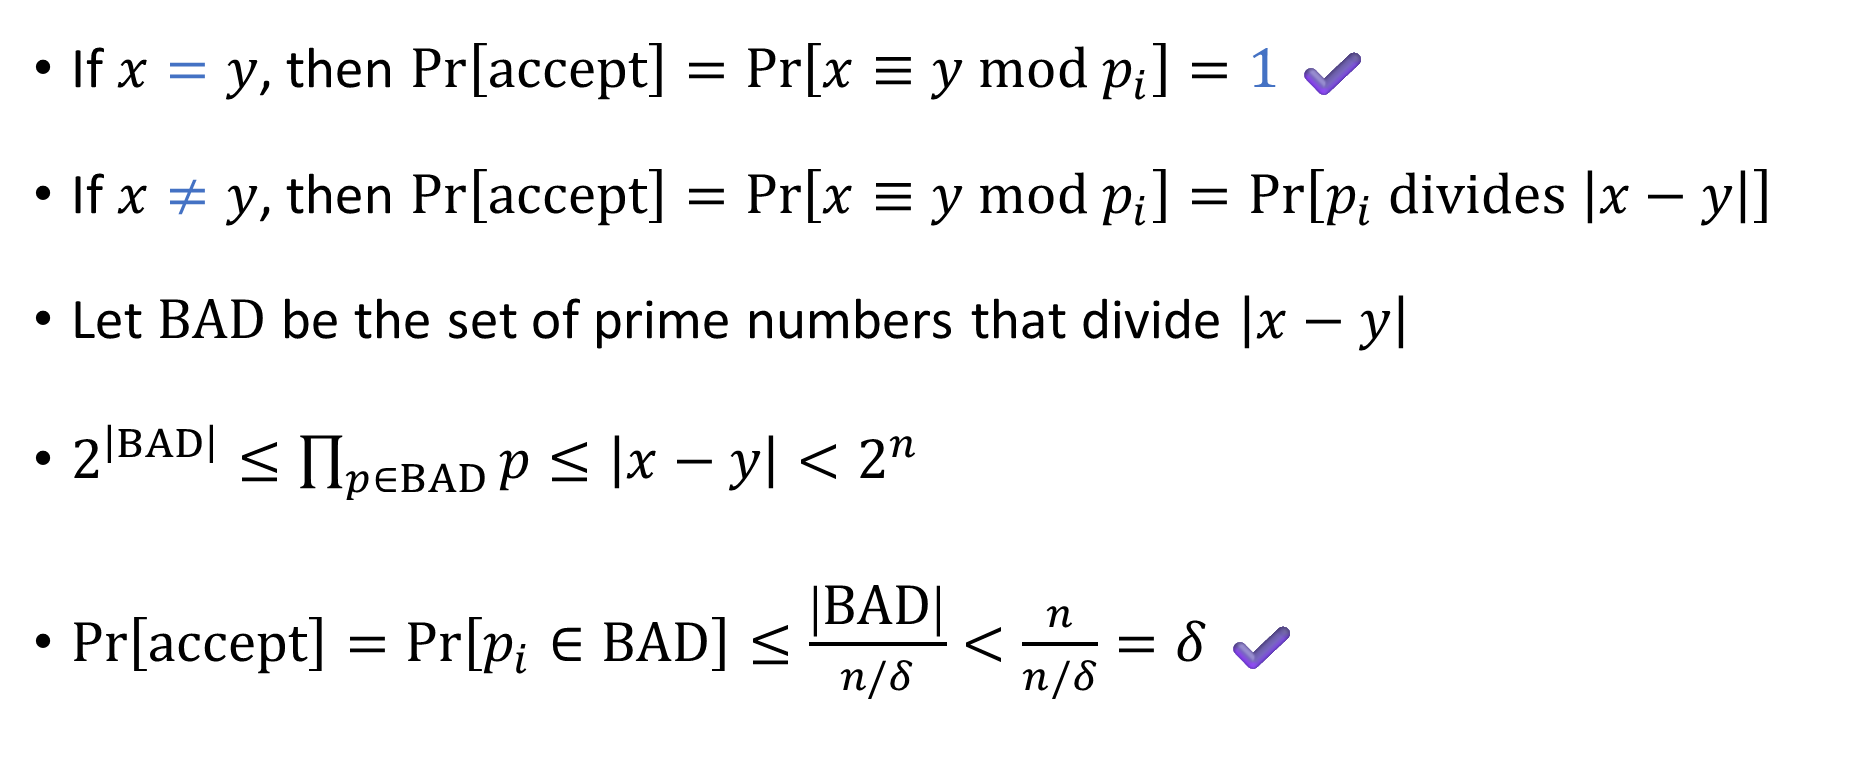 • If x = y, then Pr[accept] = Pr[x ≡ y mod pᵢ] = 1 ✔
• If x ≠ y, then Pr[accept] = Pr[x ≡ y mod pᵢ] = Pr[pᵢ divides |x − y|]
• Let BAD be the set of prime numbers that divide |x − y|
• 2^|BAD| ≤ ∏_{p∈BAD} p ≤ |x − y| < 2ⁿ
• Pr[accept] = Pr[pᵢ ∈ BAD] ≤ |BAD|/(n/δ) < n/(n/δ) = δ ✔